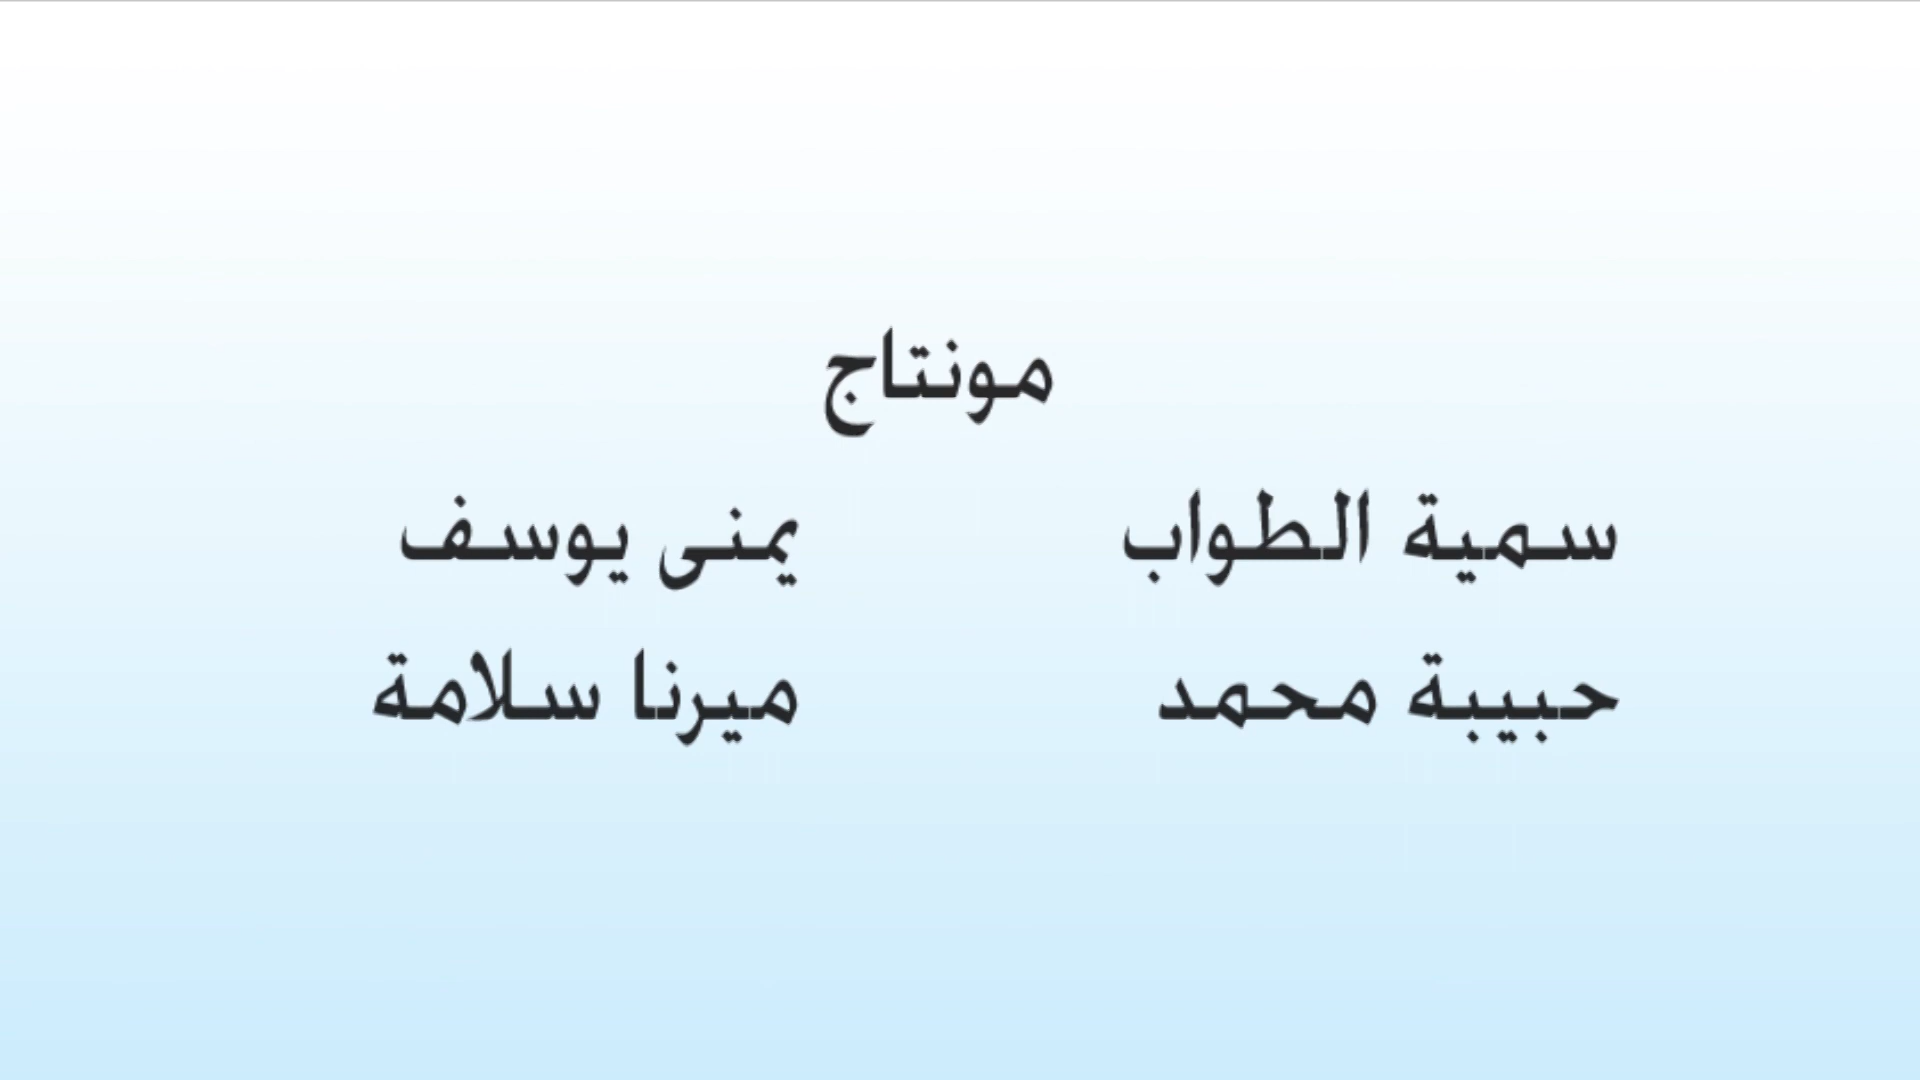 مونتاج
سمية الطواب يمنى يوسف
حبيبة محمد ميرنا سلامة